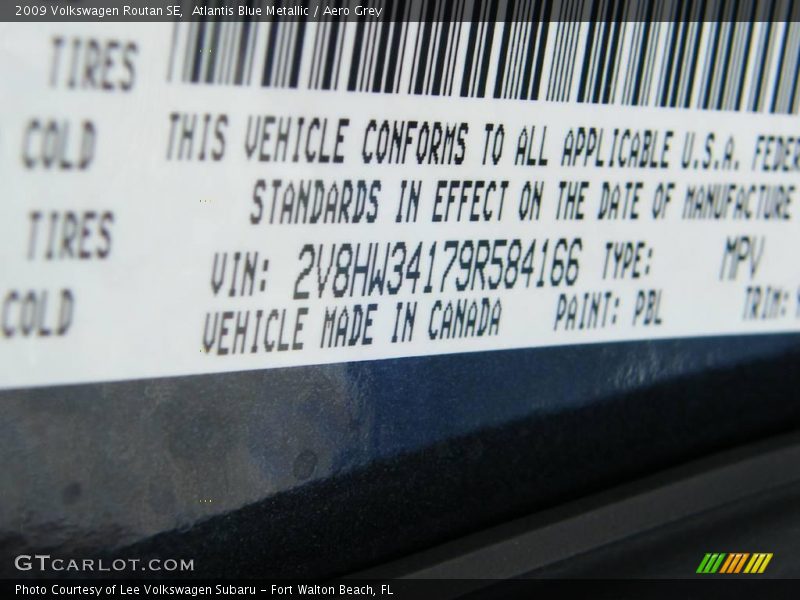 2009 Volkswagen Routan SE, Atlantis Blue Metallic / Aero Grey
TIRES
COLD THIS VEHICLE CONFORMS TO ALL APPLICABLE U.S.A. FEDER
STANDARDS IN EFFECT ON THE DATE OF MANUFACTURE
TIRES
VIN: 2V8HW34179R584166 TYPE: MPV
COLD
VEHICLE MADE IN CANADA PAINT: PBL TRIM:
GTCARLOT.COM
Photo Courtesy of Lee Volkswagen Subaru - Fort Walton Beach, FL